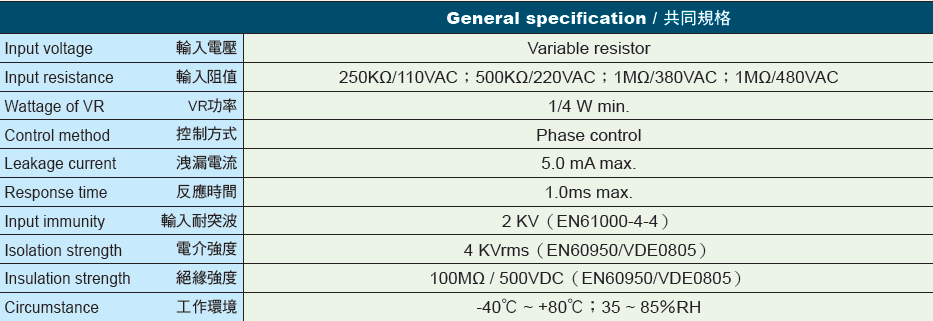 General specification / 共同規格
Input voltage 輸入電壓 Variable resistor
Input resistance 輸入阻值 250KΩ/110VAC；500KΩ/220VAC；1MΩ/380VAC；1MΩ/480VAC
Wattage of VR VR功率 1/4 W min.
Control method 控制方式 Phase control
Leakage current 洩漏電流 5.0 mA max.
Response time 反應時間 1.0ms max.
Input immunity 輸入耐突波 2 KV（EN61000-4-4）
Isolation strength 電介強度 4 KVrms（EN60950/VDE0805）
Insulation strength 絕緣強度 100MΩ / 500VDC（EN60950/VDE0805）
Circumstance 工作環境 -40℃ ~ +80℃；35 ~ 85%RH